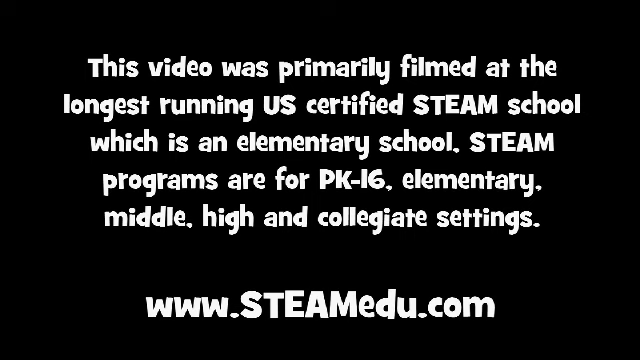 This video was primarily filmed at the
longest running US certified STEAM school
which is an elementary school. STEAM
programs are for PK-16, elementary,
middle, high and collegiate settings.
www.STEAMedu.com